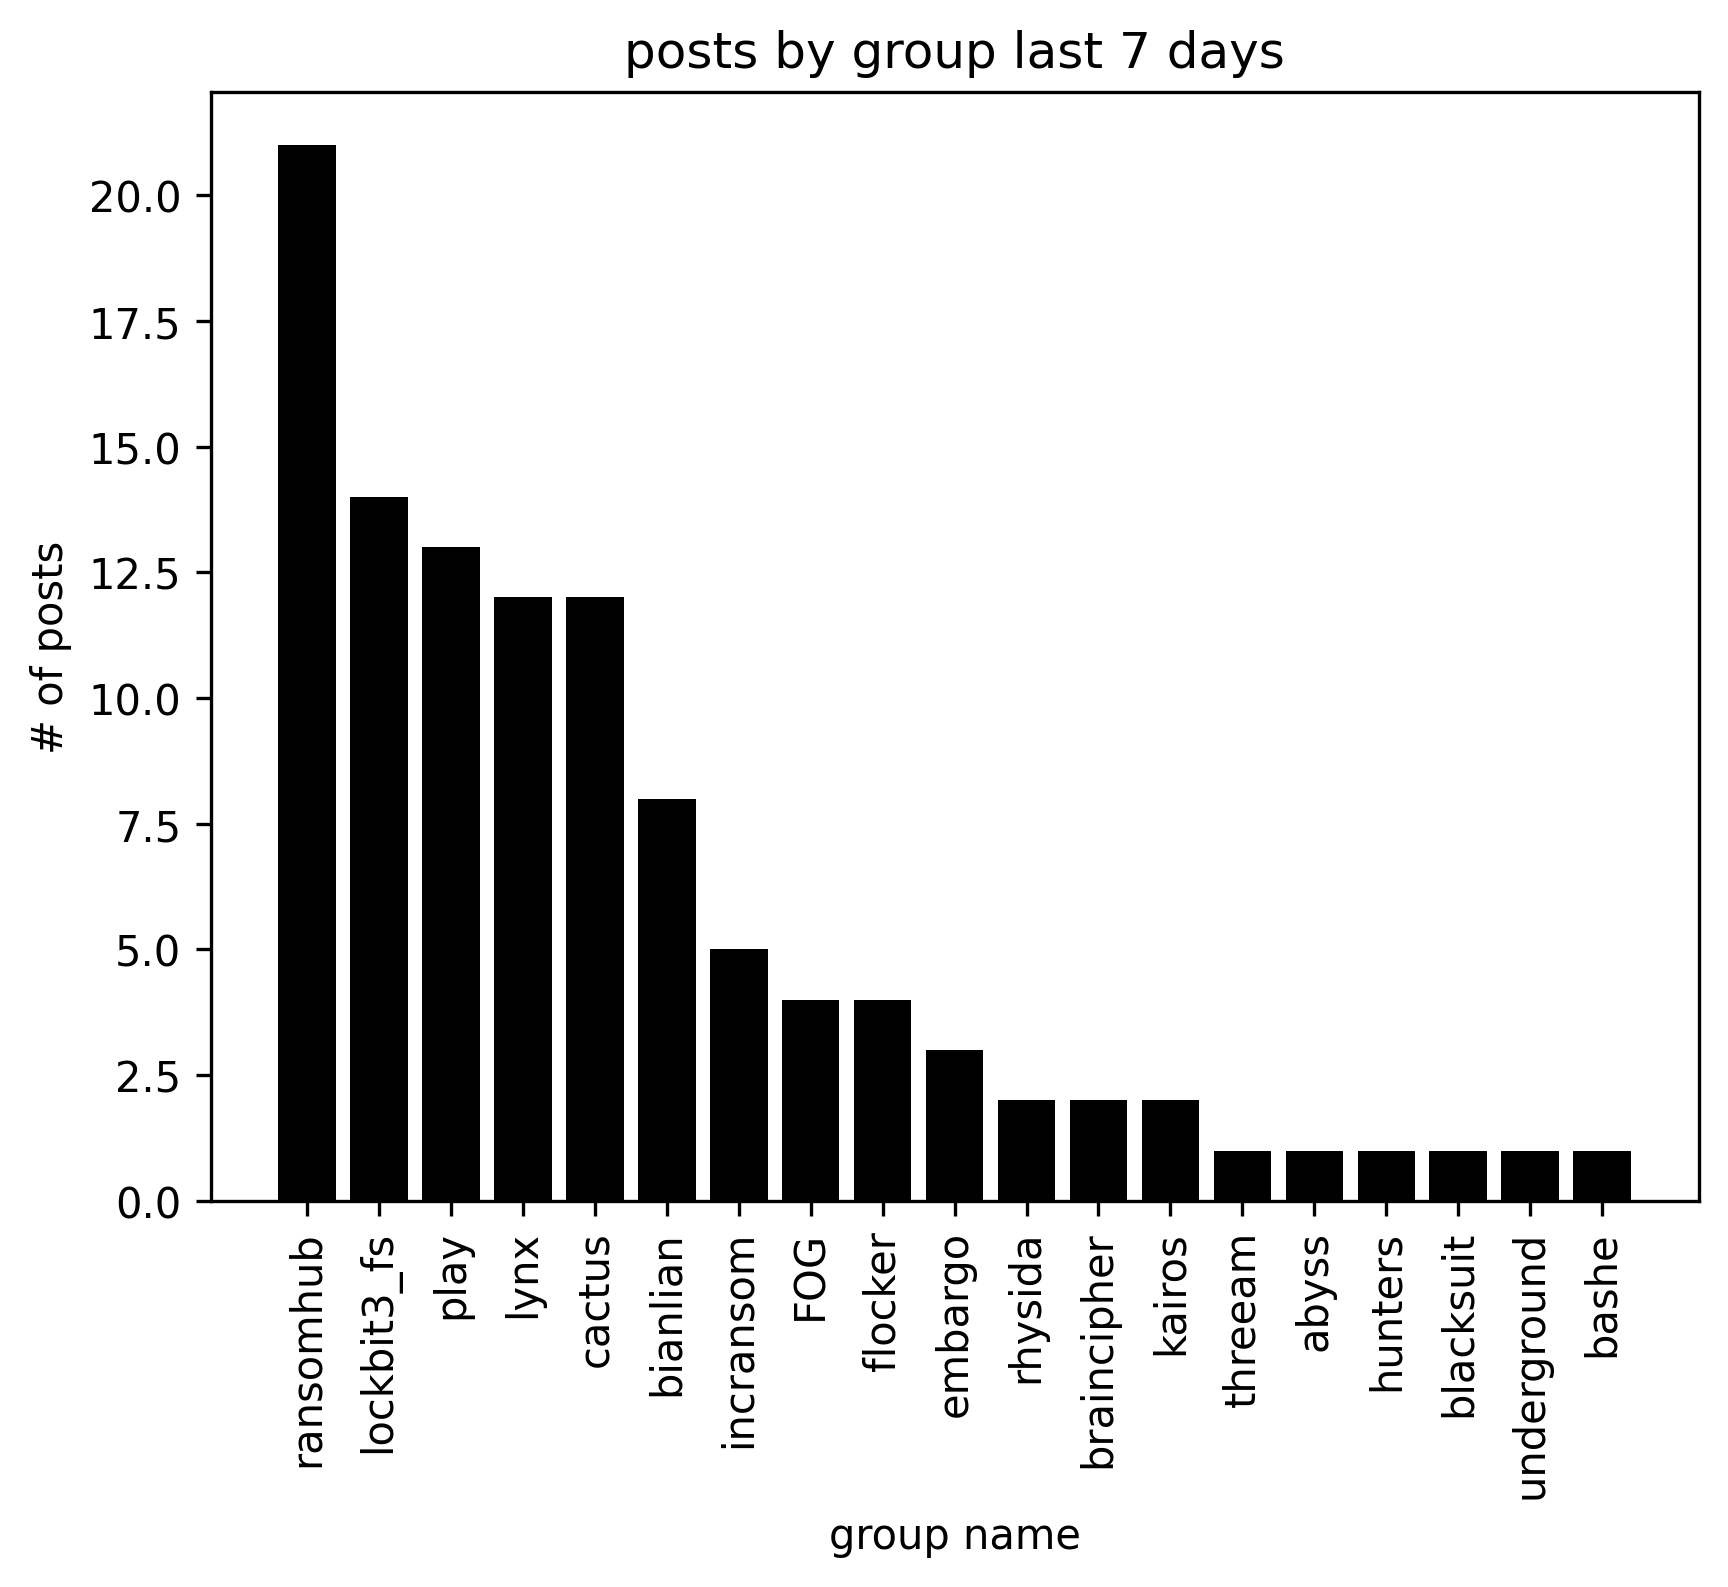 posts by group last 7 days
# of posts
20.0
17.5
15.0
12.5
10.0
7.5
5.0
2.5
0.0
ransomhub
lockbit3_fs
play
lynx
cactus
bianlian
incransom
FOG
flocker
embargo
rhysida
braincipher
kairos
threeam
abyss
hunters
blacksuit
underground
bashe
group name